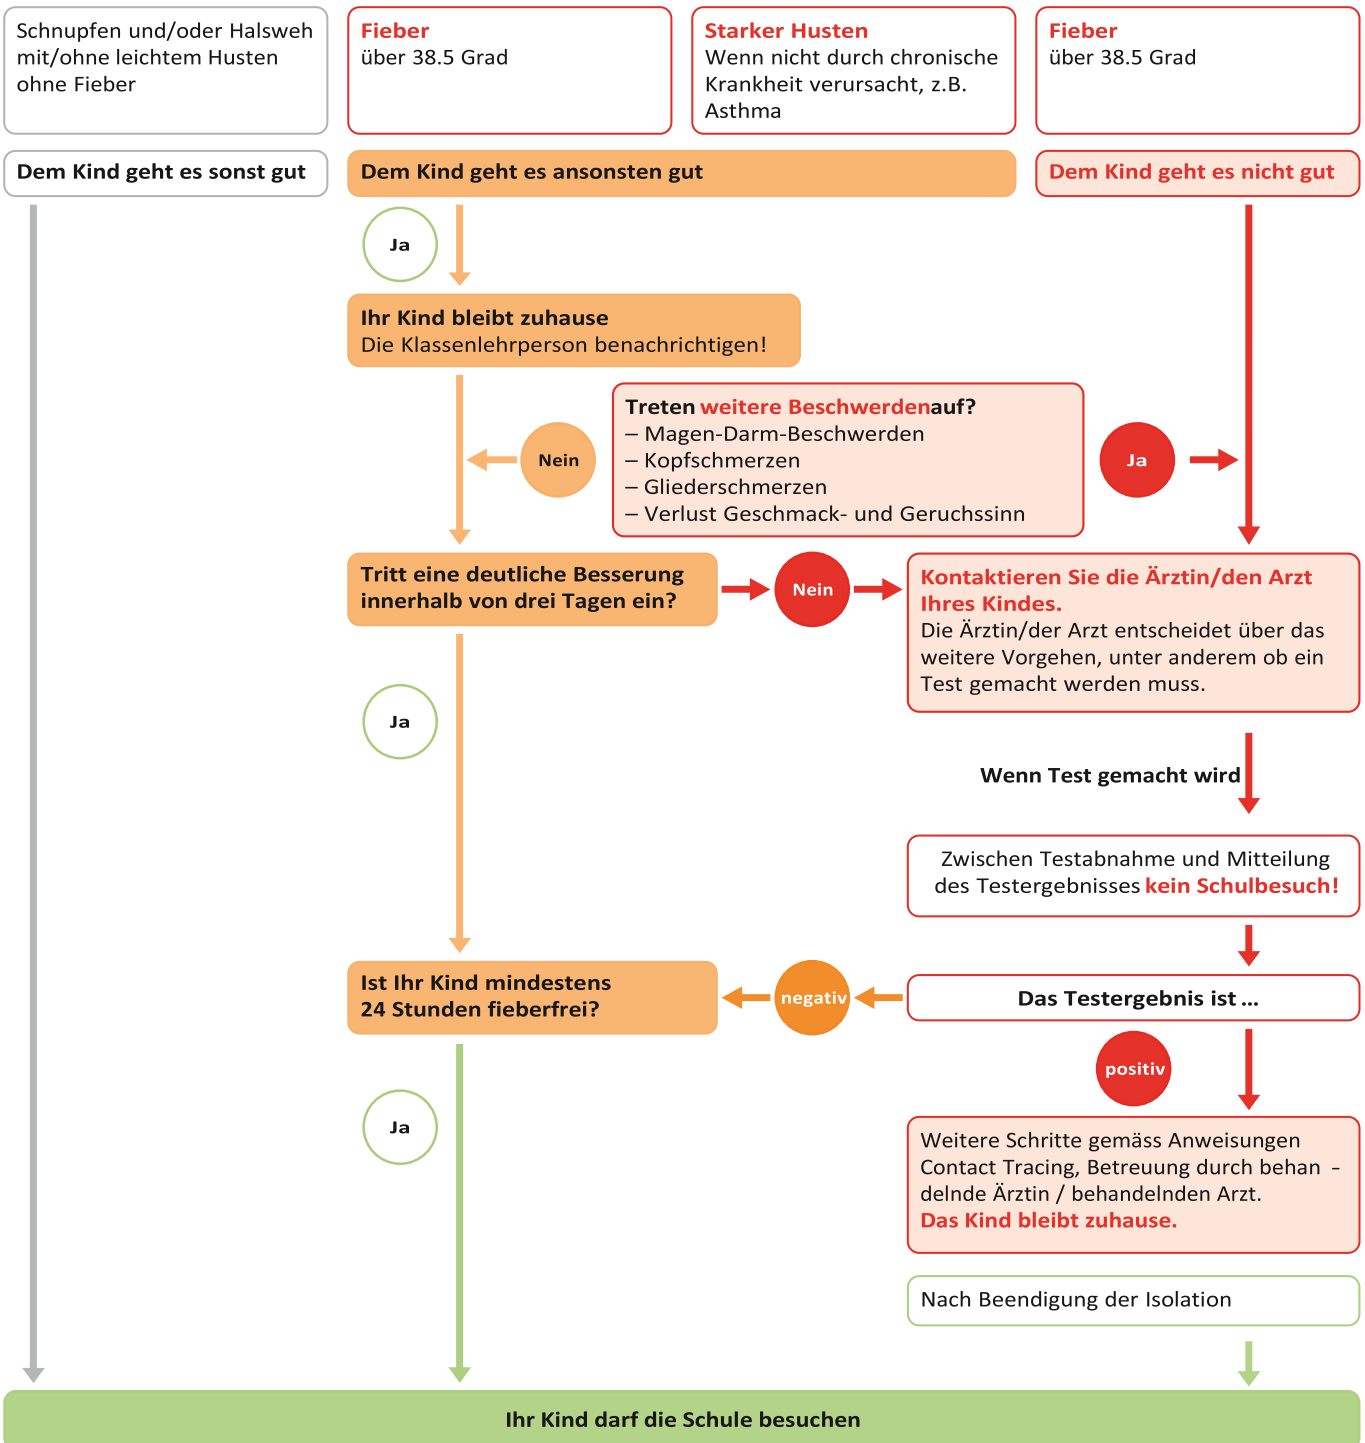 Schnupfen und/oder Halsweh
mit/ohne leichtem Husten
ohne Fieber
Fieber
über 38.5 Grad
Starker Husten
Wenn nicht durch chronische
Krankheit verursacht, z.B.
Asthma
Fieber
über 38.5 Grad
Dem Kind geht es sonst gut
Dem Kind geht es ansonsten gut
Dem Kind geht es nicht gut
Ja
Ihr Kind bleibt zuhause
Die Klassenlehrperson benachrichtigen!
Treten weitere Beschwerdenauf?
– Magen-Darm-Beschwerden
– Kopfschmerzen
– Gliederschmerzen
– Verlust Geschmack- und Geruchssinn
Nein
Ja
Tritt eine deutliche Besserung
innerhalb von drei Tagen ein?
Nein
Kontaktieren Sie die Ärztin/den Arzt
Ihres Kindes.
Die Ärztin/der Arzt entscheidet über das
weitere Vorgehen, unter anderem ob ein
Test gemacht werden muss.
Ja
Wenn Test gemacht wird
Zwischen Testabnahme und Mitteilung
des Testergebnisses kein Schulbesuch!
Ist Ihr Kind mindestens
24 Stunden fieberfrei?
negativ
Das Testergebnis ist ...
positiv
Ja
Weitere Schritte gemäss Anweisungen
Contact Tracing, Betreuung durch behan -
delnde Ärztin / behandelnden Arzt.
Das Kind bleibt zuhause.
Nach Beendigung der Isolation
Ihr Kind darf die Schule besuchen